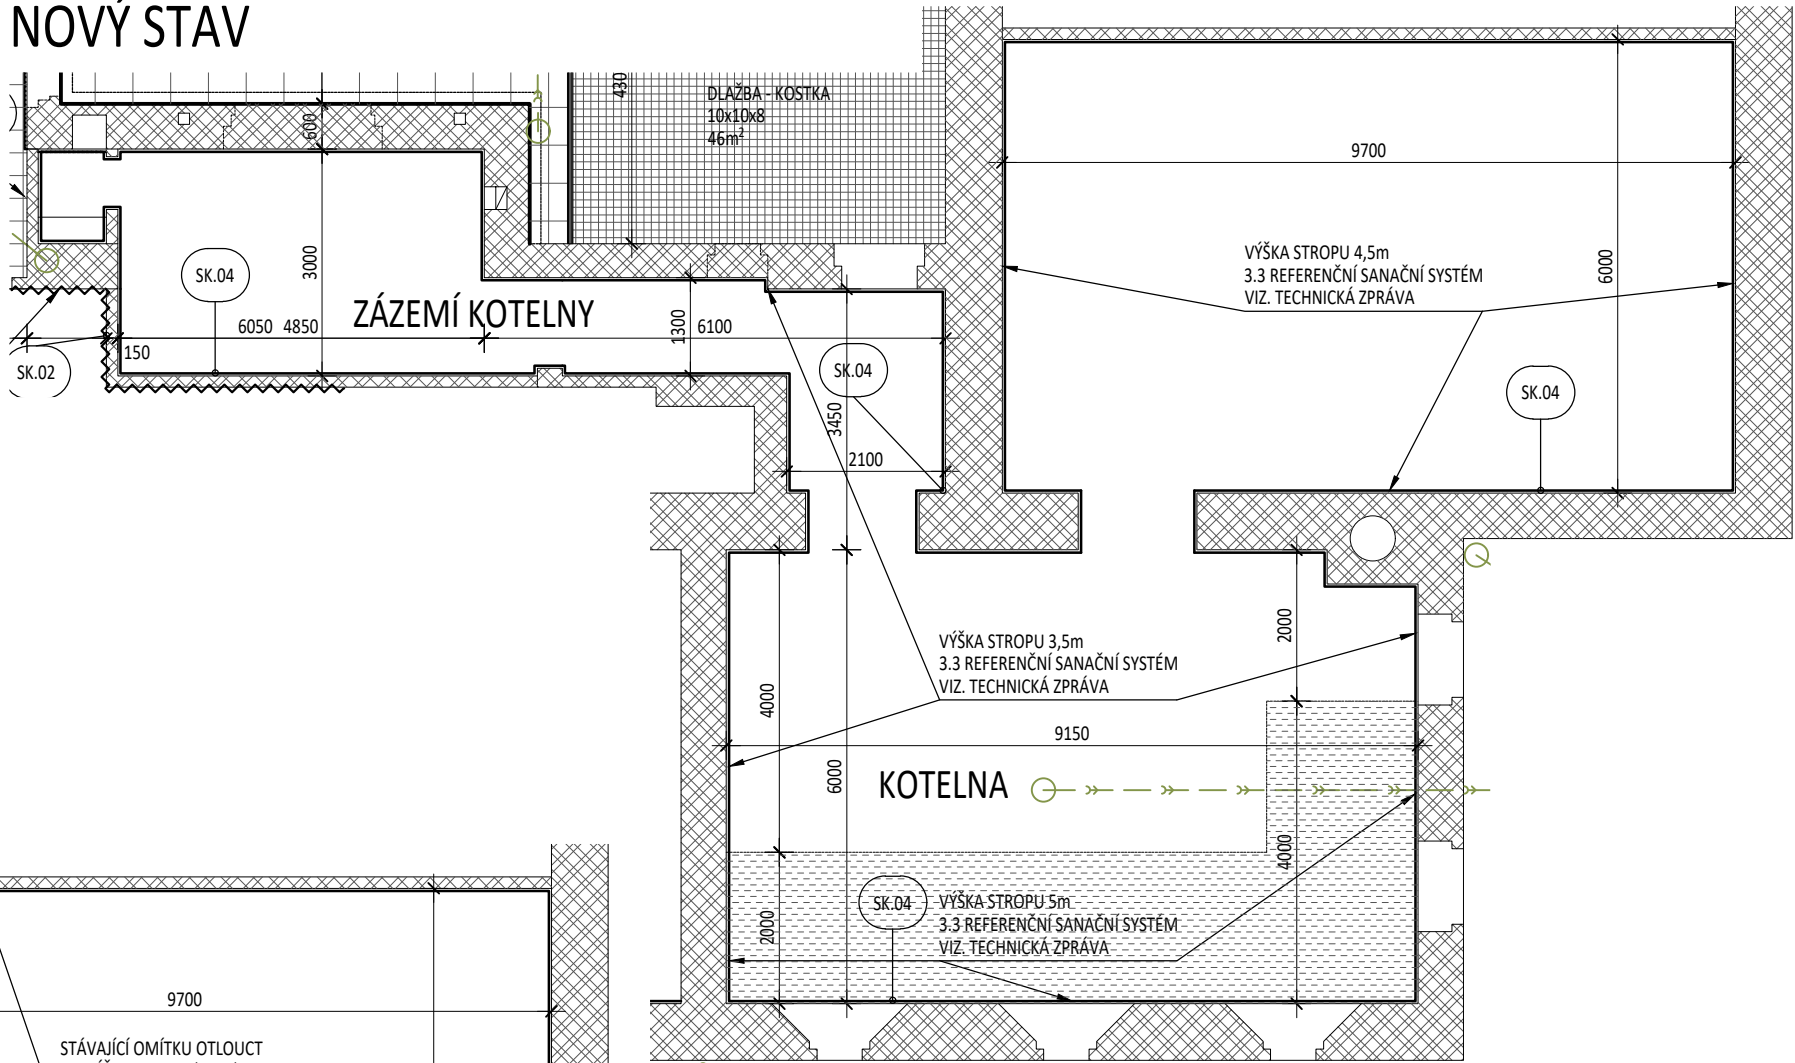 NOVÝ STAV
430
DLAŽBA - KOSTKA
10x10x8
46m²
600
9700
3000
SK.04
VÝŠKA STROPU 4,5m
3.3 REFERENČNÍ SANAČNÍ SYSTÉM
VIZ. TECHNICKÁ ZPRÁVA
6000
ZÁZEMÍ KOTELNY
6050 4850
1300
6100
150
SK.02
SK.04
SK.04
3450
2100
2000
VÝŠKA STROPU 3,5m
3.3 REFERENČNÍ SANAČNÍ SYSTÉM
VIZ. TECHNICKÁ ZPRÁVA
4000
9150
6000
KOTELNA
4000
SK.04
VÝŠKA STROPU 5m
3.3 REFERENČNÍ SANAČNÍ SYSTÉM
VIZ. TECHNICKÁ ZPRÁVA
2000
9700
STÁVAJÍCÍ OMÍTKU OTLOUCT